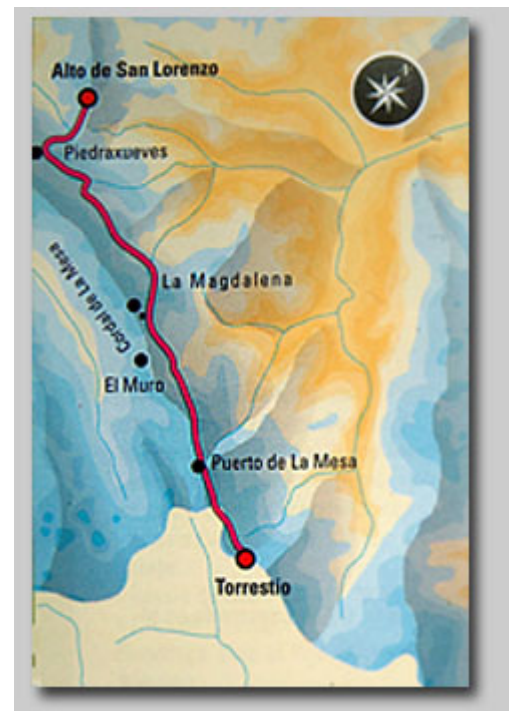 Alto de San Lorenzo
Piedraxueves
La Magdalena
Cordal de La Mesa
El Muro
Puerto de La Mesa
Torrestío